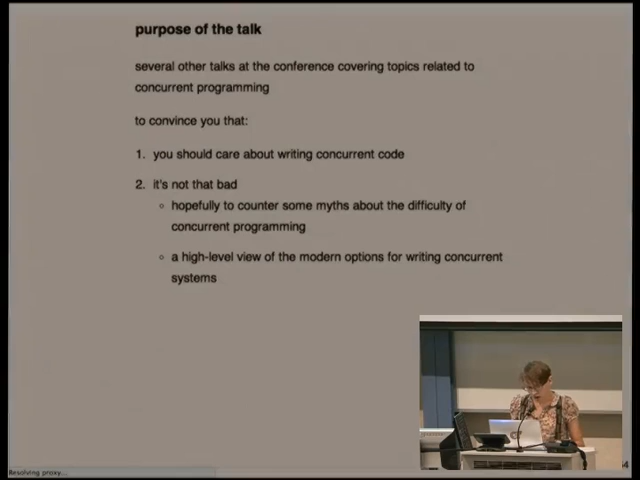 purpose of the talk
several other talks at the conference covering topics related to
concurrent programming
to convince you that:
1. you should care about writing concurrent code
2. it's not that bad
◦ hopefully to counter some myths about the difficulty of
concurrent programming
◦ a high-level view of the modern options for writing concurrent
systems
Resolving proxy...